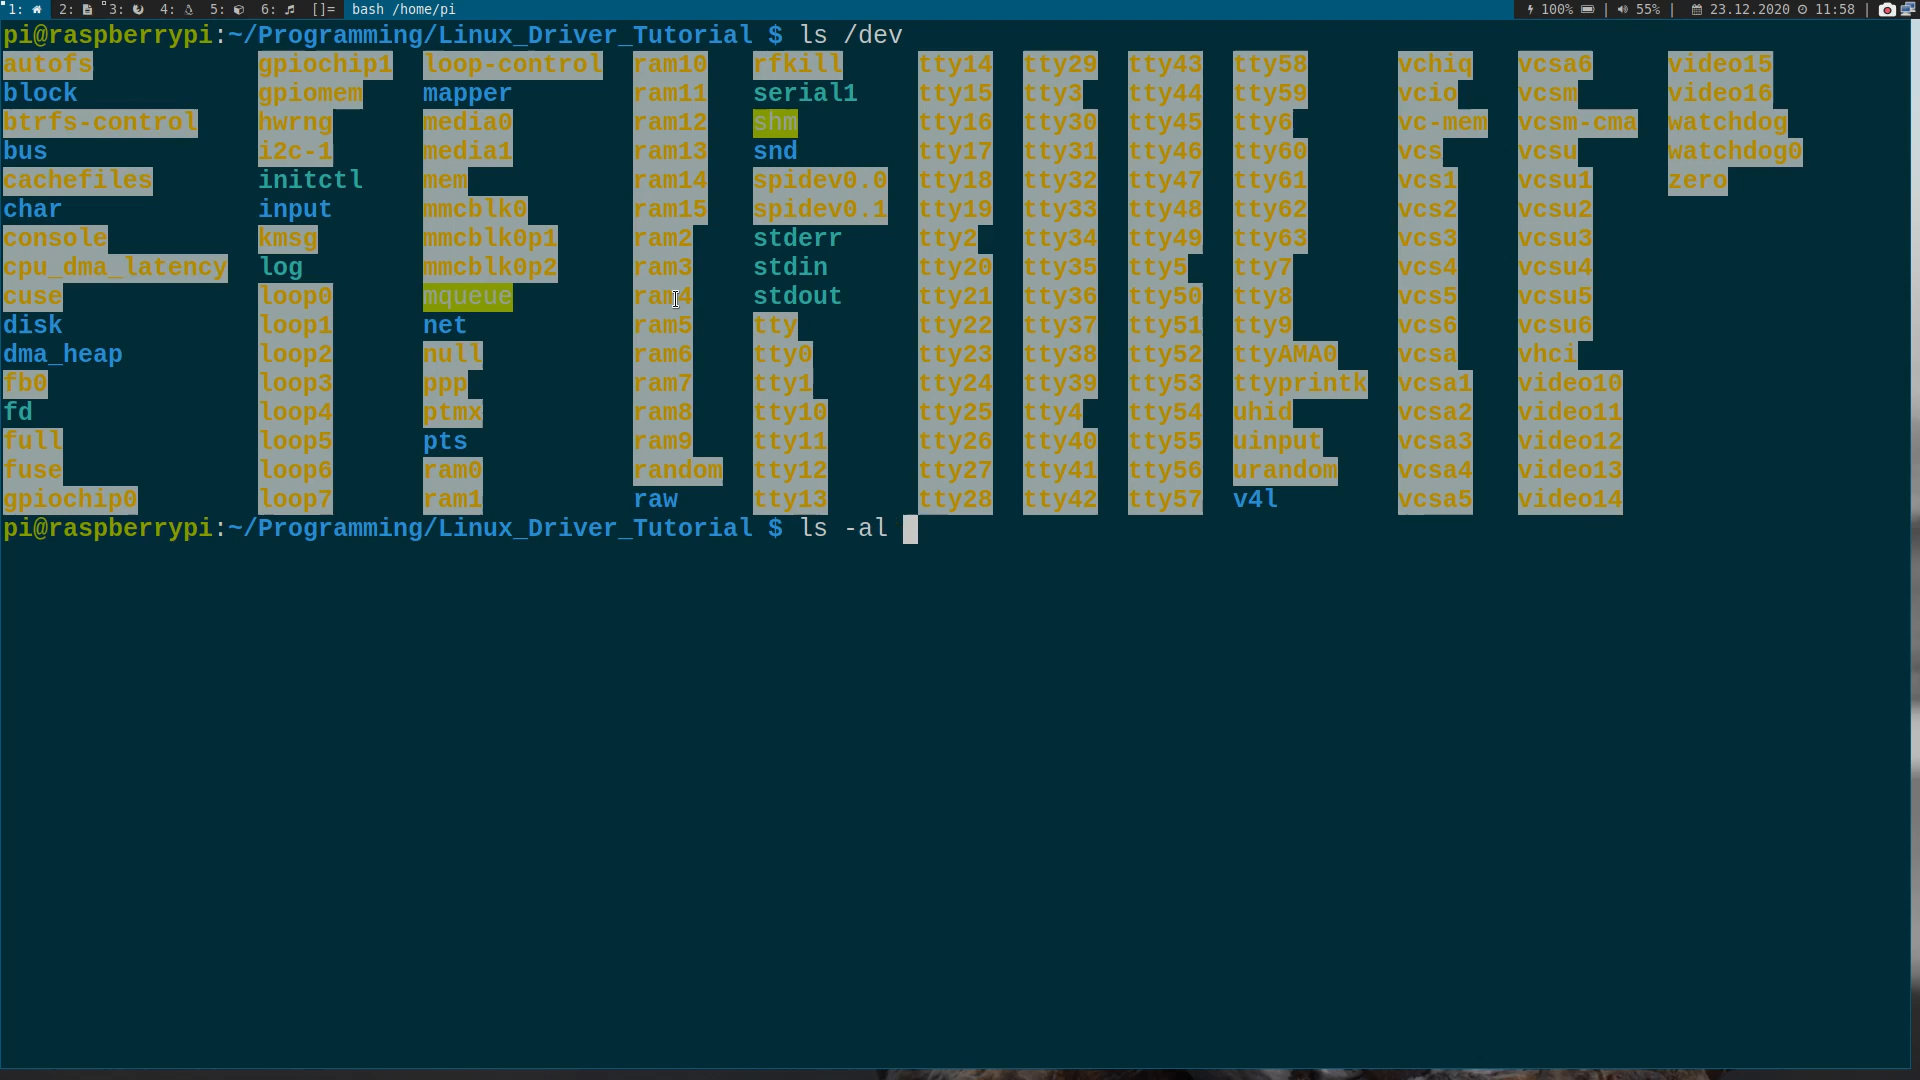 1: 2: 3: 4: 5: 6: []= bash /home/pi 100% | 55% | 23.12.2020 11:58 |
pi@raspberrypi:~/Programming/Linux_Driver_Tutorial $ ls /dev
autofs gpiochip1 loop-control ram10 rfkill tty14 tty29 tty43 tty58 vchiq vcsa6 video15
block gpiomem mapper ram11 serial1 tty15 tty3 tty44 tty59 vcio vcsm video16
btrfs-control hwrng media0 ram12 shm tty16 tty30 tty45 tty6 vc-mem vcsm-cma watchdog
bus i2c-1 media1 ram13 snd tty17 tty31 tty46 tty60 vcs vcsu watchdog0
cachefiles initctl mem ram14 spidev0.0 tty18 tty32 tty47 tty61 vcs1 vcsu1 zero
char input mmcblk0 ram15 spidev0.1 tty19 tty33 tty48 tty62 vcs2 vcsu2
console kmsg mmcblk0p1 ram2 stderr tty2 tty34 tty49 tty63 vcs3 vcsu3
cpu_dma_latency log mmcblk0p2 ram3 stdin tty20 tty35 tty5 tty7 vcs4 vcsu4
cuse loop0 mqueue ram4 stdout tty21 tty36 tty50 tty8 vcs5 vcsu5
disk loop1 net ram5 tty tty22 tty37 tty51 tty9 vcs6 vcsu6
dma_heap loop2 null ram6 tty0 tty23 tty38 tty52 ttyAMA0 vcsa vhci
fb0 loop3 ppp ram7 tty1 tty24 tty39 tty53 ttyprintk vcsa1 video10
fd loop4 ptmx ram8 tty10 tty25 tty4 tty54 uhid vcsa2 video11
full loop5 pts ram9 tty11 tty26 tty40 tty55 uinput vcsa3 video12
fuse loop6 ram0 random tty12 tty27 tty41 tty56 urandom vcsa4 video13
gpiochip0 loop7 ram1 raw tty13 tty28 tty42 tty57 v4l vcsa5 video14
pi@raspberrypi:~/Programming/Linux_Driver_Tutorial $ ls -al